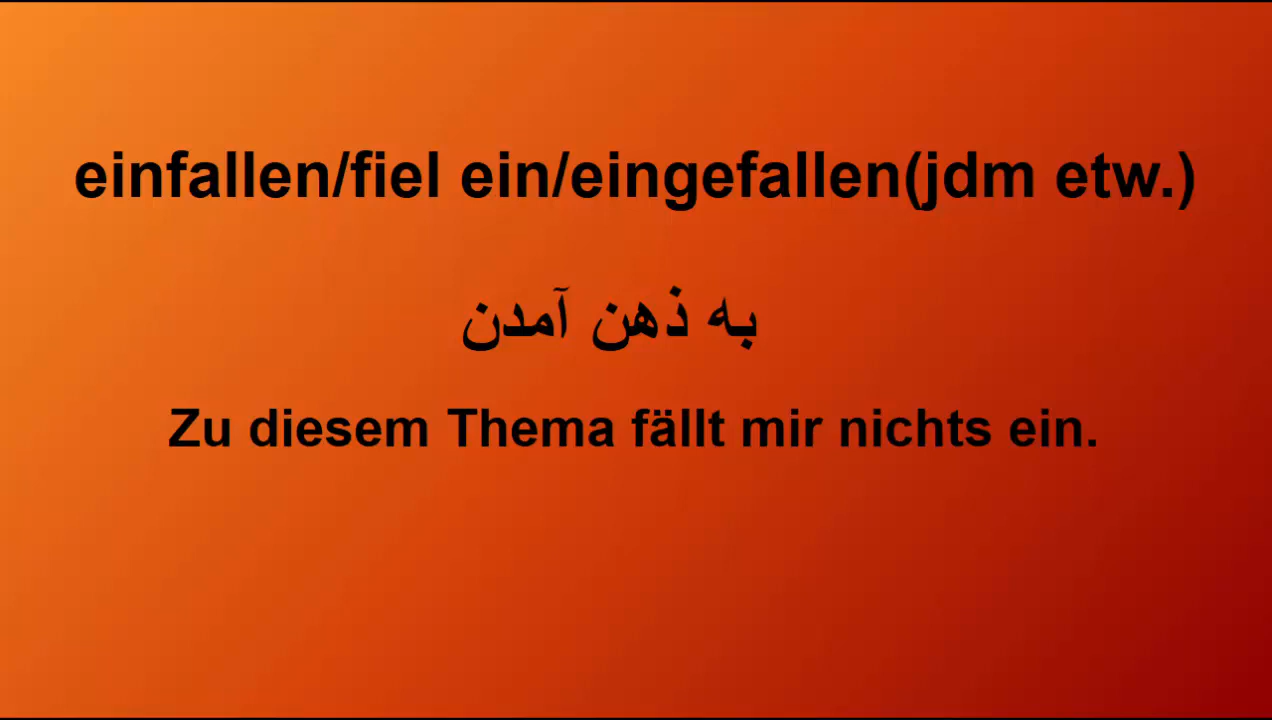 einfallen/fiel ein/eingefallen(jdm etw.)
به ذهن آمدن
Zu diesem Thema fällt mir nichts ein.